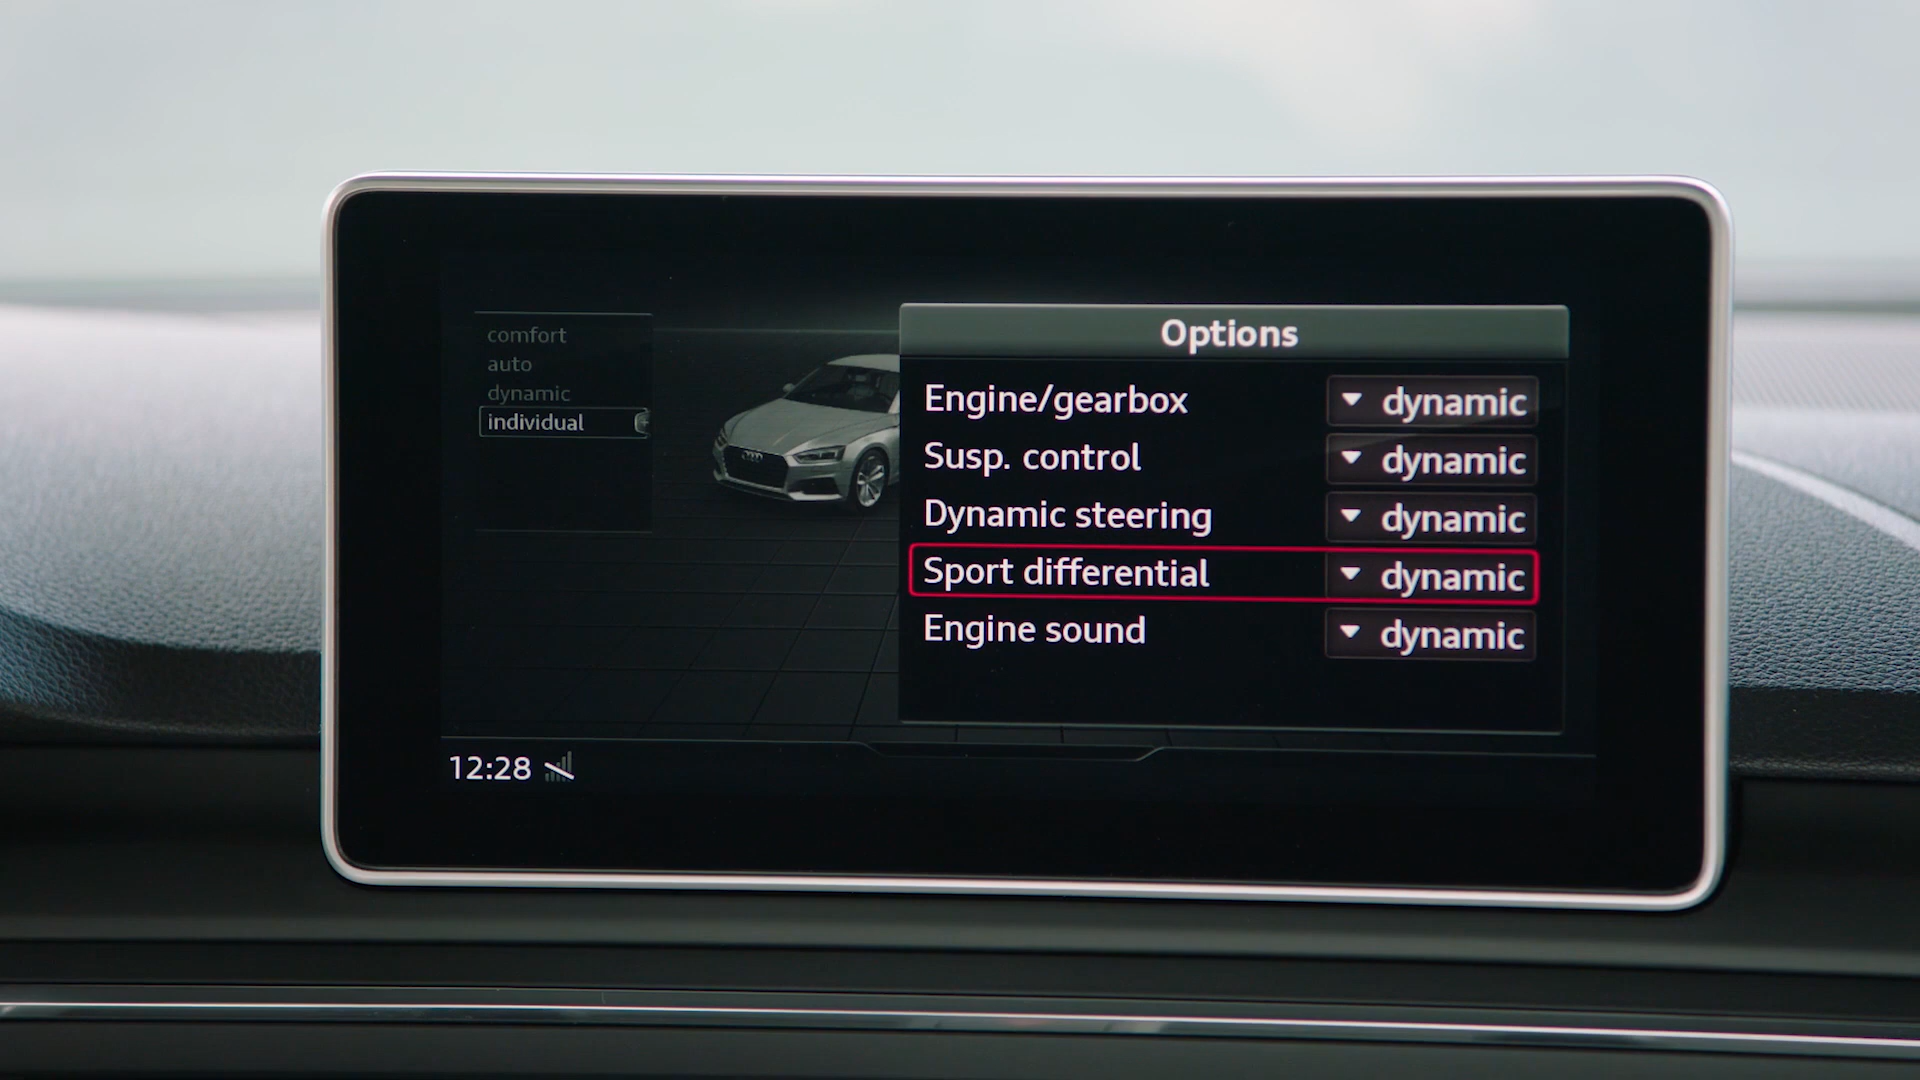 comfort
auto
dynamic
individual
Options
Engine/gearbox dynamic
Susp. control dynamic
Dynamic steering dynamic
Sport differential dynamic
Engine sound dynamic
12:28